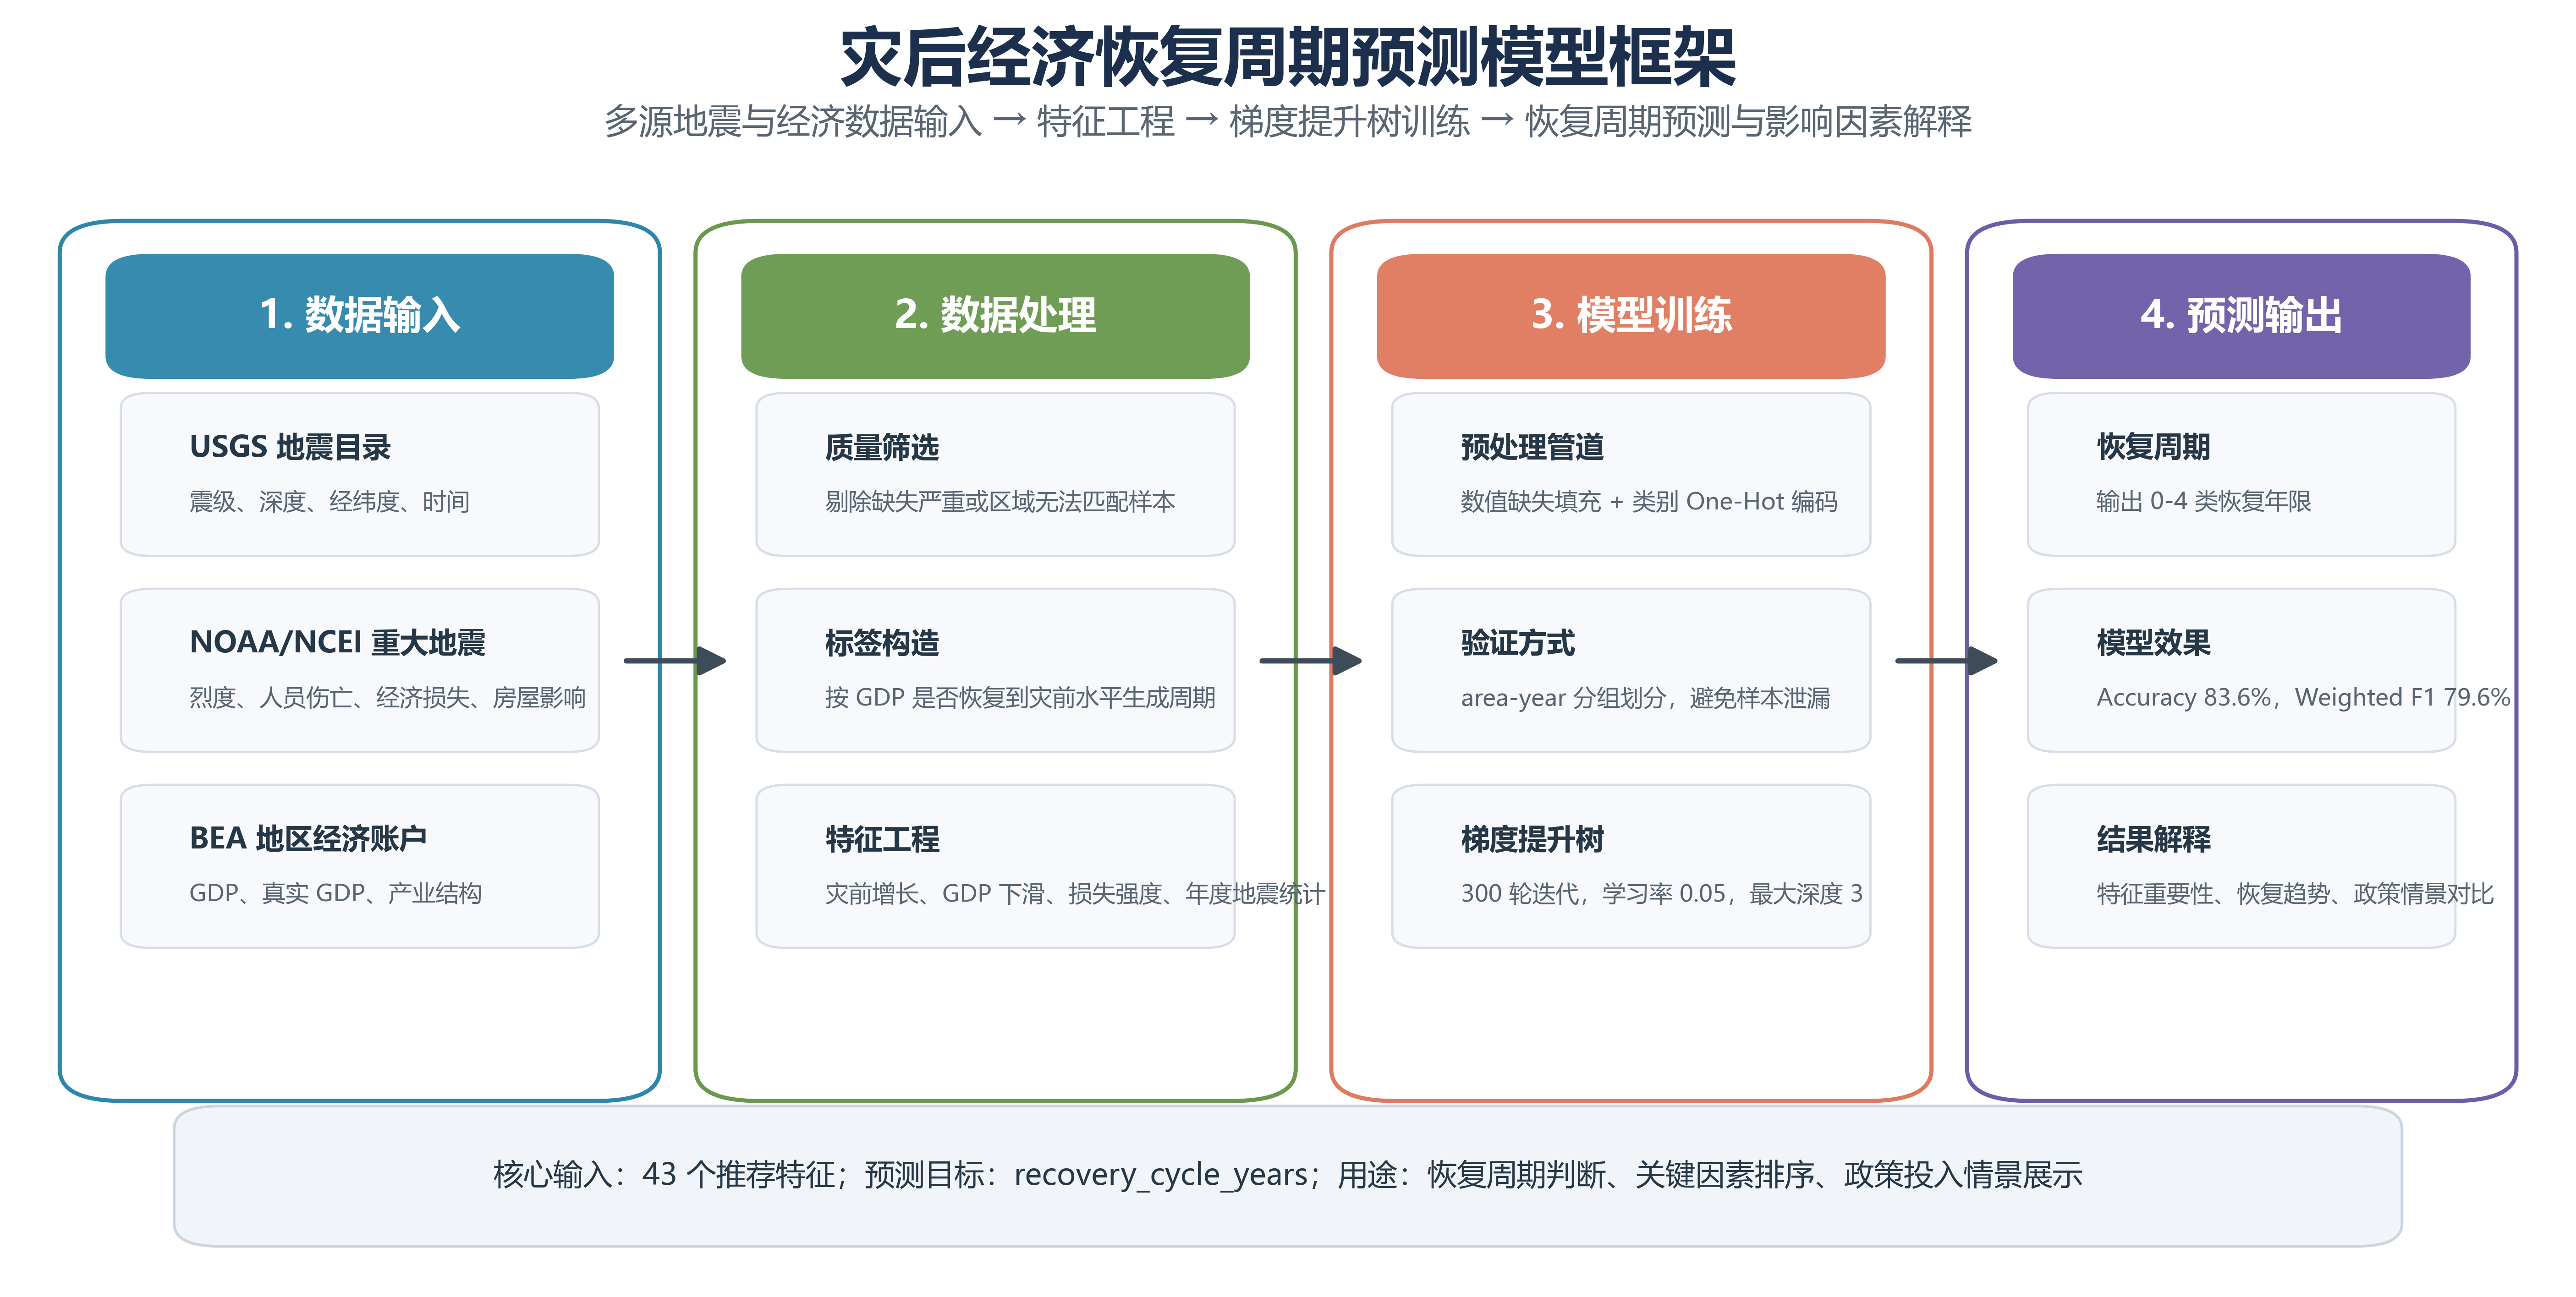 灾后经济恢复周期预测模型框架
多源地震与经济数据输入 → 特征工程 → 梯度提升树训练 → 恢复周期预测与影响因素解释
1. 数据输入
USGS 地震目录
震级、深度、经纬度、时间
NOAA/NCEI 重大地震
烈度、人员伤亡、经济损失、房屋影响
BEA 地区经济账户
GDP、真实 GDP、产业结构
2. 数据处理
质量筛选
剔除缺失严重或区域无法匹配样本
标签构造
按 GDP 是否恢复到灾前水平生成周期
特征工程
灾前增长、GDP 下滑、损失强度、年度地震统计
3. 模型训练
预处理管道
数值缺失填充 + 类别 One-Hot 编码
验证方式
area-year 分组划分，避免样本泄漏
梯度提升树
300 轮迭代，学习率 0.05，最大深度 3
4. 预测输出
恢复周期
输出 0-4 类恢复年限
模型效果
Accuracy 83.6%，Weighted F1 79.6%
结果解释
特征重要性、恢复趋势、政策情景对比
核心输入：43 个推荐特征；预测目标：recovery_cycle_years；用途：恢复周期判断、关键因素排序、政策投入情景展示